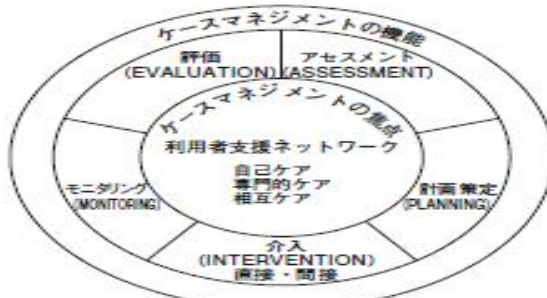 ケースマネジメントの機能
評価
(EVALUATION)
アセスメント
(ASSESSMENT)
ケースマネジメントの焦点
利用者支援ネットワーク
自己ケア
専門的ケア
相互ケア
モニタリング
(MONITORING)
計画策定
(PLANNING)
介入
(INTERVENTION)
直接・間接